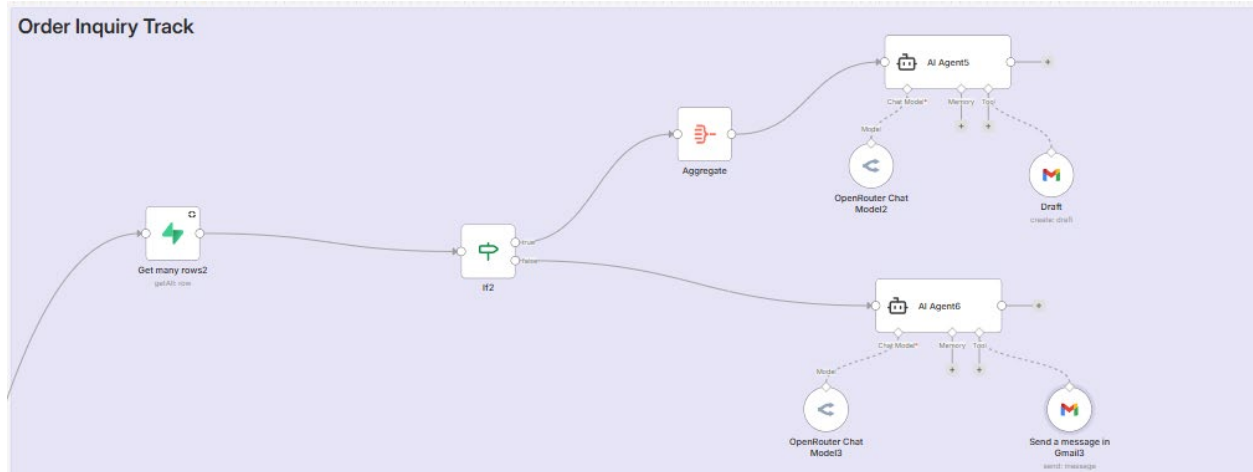 Order Inquiry Track
AI Agent5
Chat Model*
Memory
Tool
Model
Aggregate
OpenRouter Chat
Model2
Draft
create: draft
Get many rows2
getAll: row
true
false
If2
AI Agent6
Chat Model*
Memory
Tool
Model
OpenRouter Chat
Model3
Send a message in
Gmail3
send: message